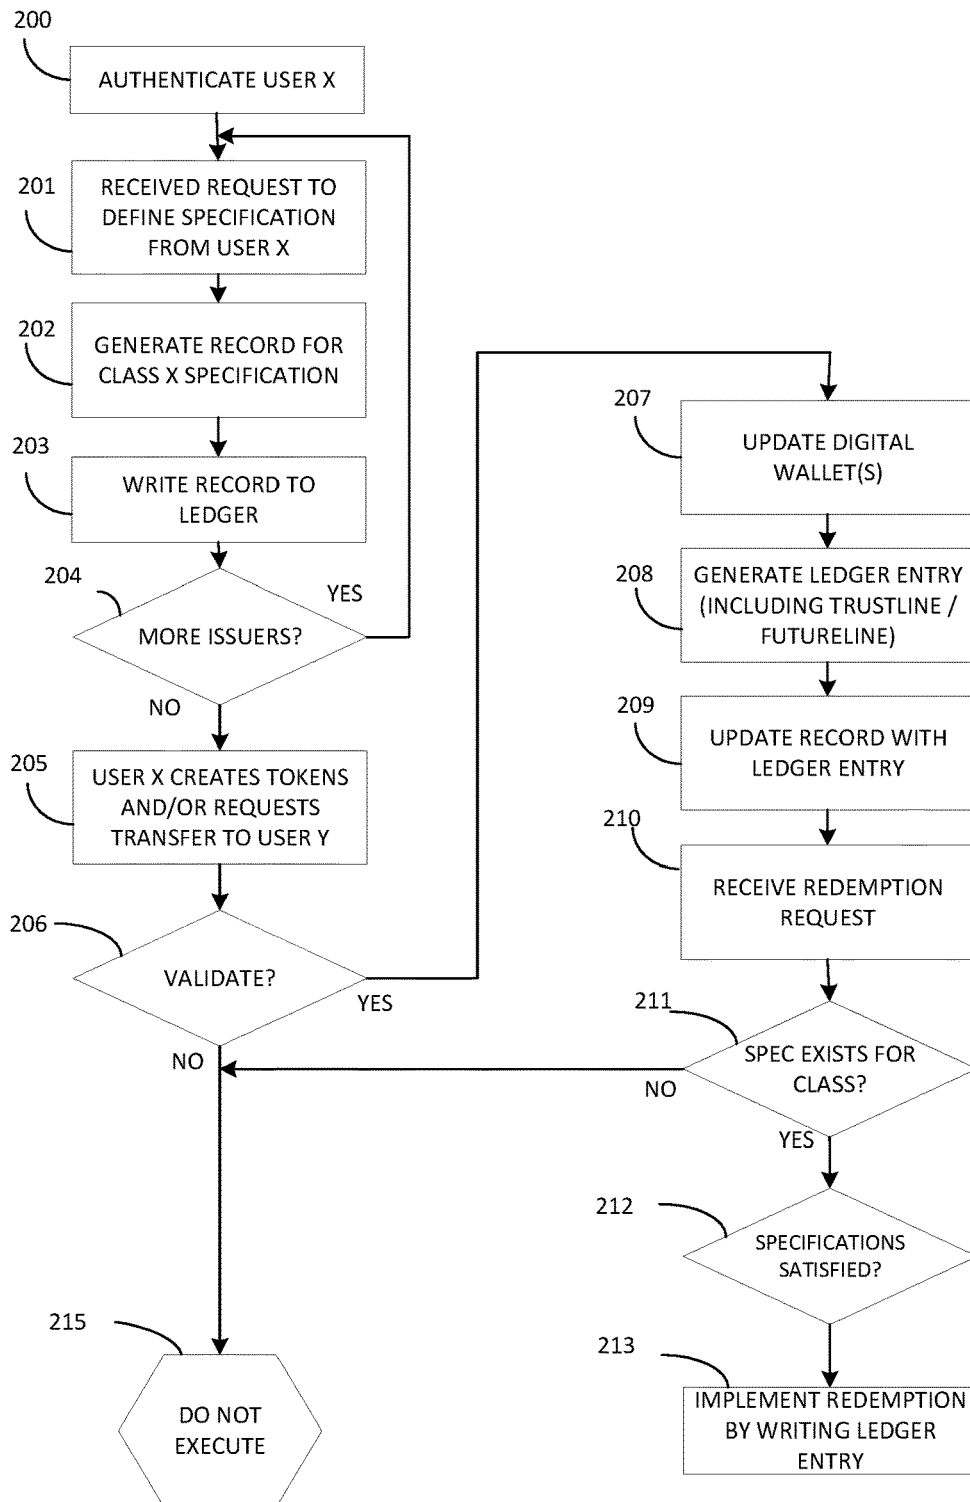 200
AUTHENTICATE USER X
201
RECEIVED REQUEST TO
DEFINE SPECIFICATION
FROM USER X
202
GENERATE RECORD FOR
CLASS X SPECIFICATION
203
WRITE RECORD TO
LEDGER
204
YES
MORE ISSUERS?
NO
205
USER X CREATES TOKENS
AND/OR REQUESTS
TRANSFER TO USER Y
206
VALIDATE?
YES
NO
207
UPDATE DIGITAL
WALLET(S)
208
GENERATE LEDGER ENTRY
(INCLUDING TRUSTLINE /
FUTURELINE)
209
UPDATE RECORD WITH
LEDGER ENTRY
210
RECEIVE REDEMPTION
REQUEST
211
SPEC EXISTS FOR
CLASS?
NO
YES
212
SPECIFICATIONS
SATISFIED?
213
IMPLEMENT REDEMPTION
BY WRITING LEDGER
ENTRY
215
DO NOT
EXECUTE